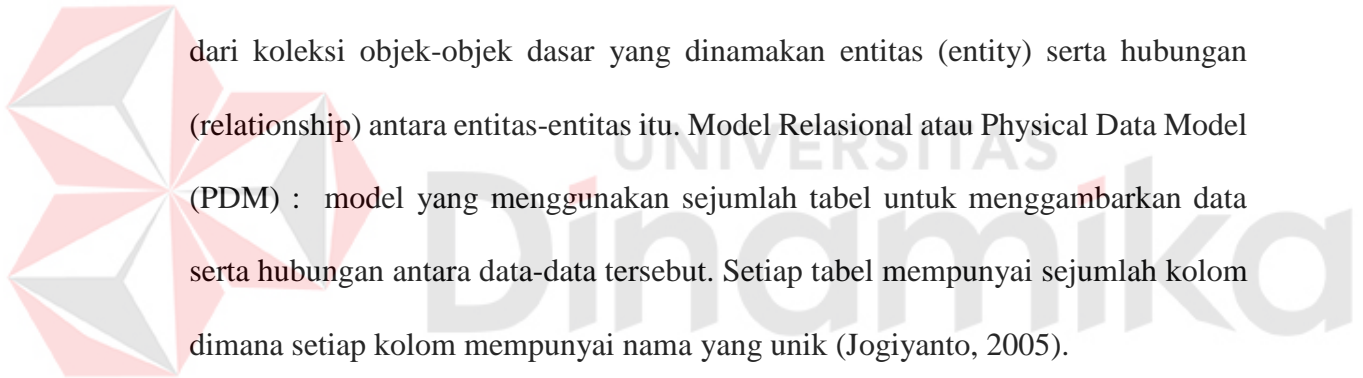 dari koleksi objek-objek dasar yang dinamakan entitas (entity) serta hubungan
(relationship) antara entitas-entitas itu. Model Relasional atau Physical Data Model
UNIVERSITAS
(PDM) : model yang menggunakan sejumlah tabel untuk menggambarkan data
Dinamika
serta hubungan antara data-data tersebut. Setiap tabel mempunyai sejumlah kolom
dimana setiap kolom mempunyai nama yang unik (Jogiyanto, 2005).